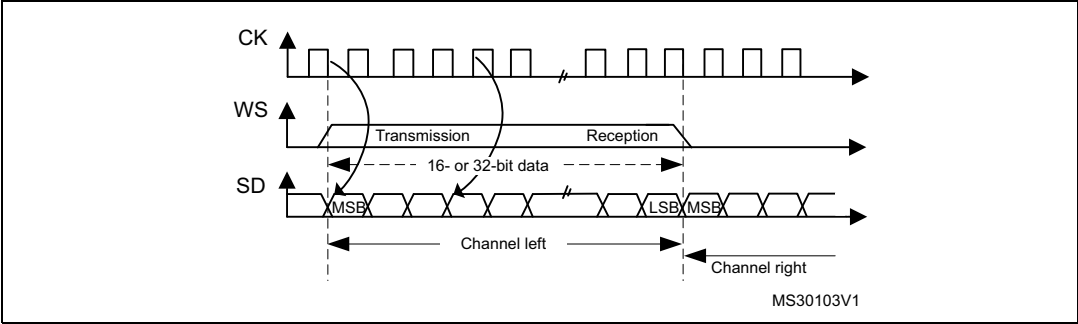 CK
WS
Transmission Reception
16- or 32-bit data
SD
MSB LSB MSB
Channel left
Channel right
MS30103V1